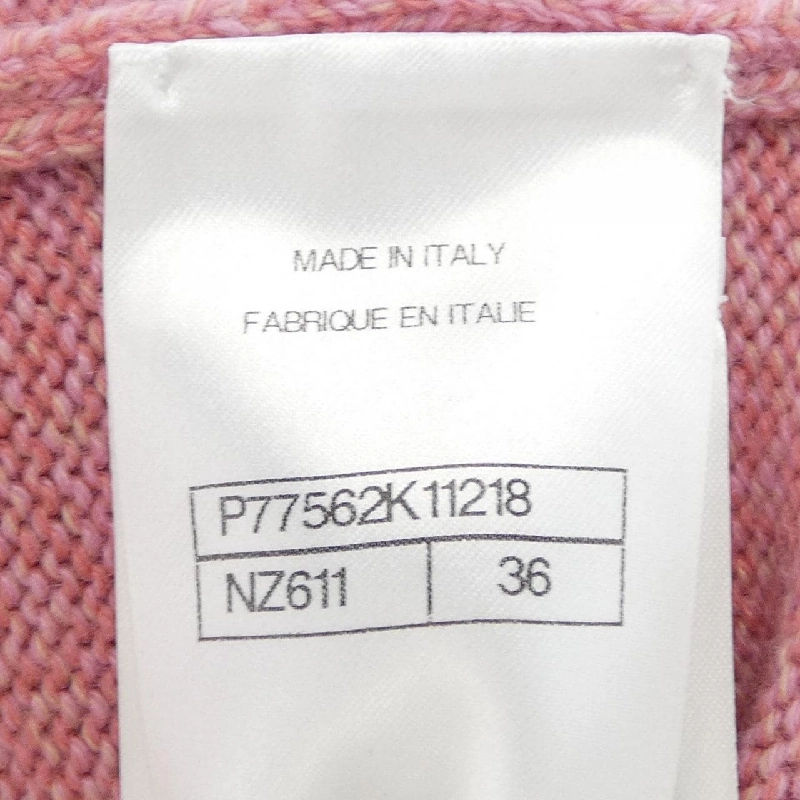 MADE IN ITALY
FABRIQUE EN ITALIE
P77562K11218
NZ611 36